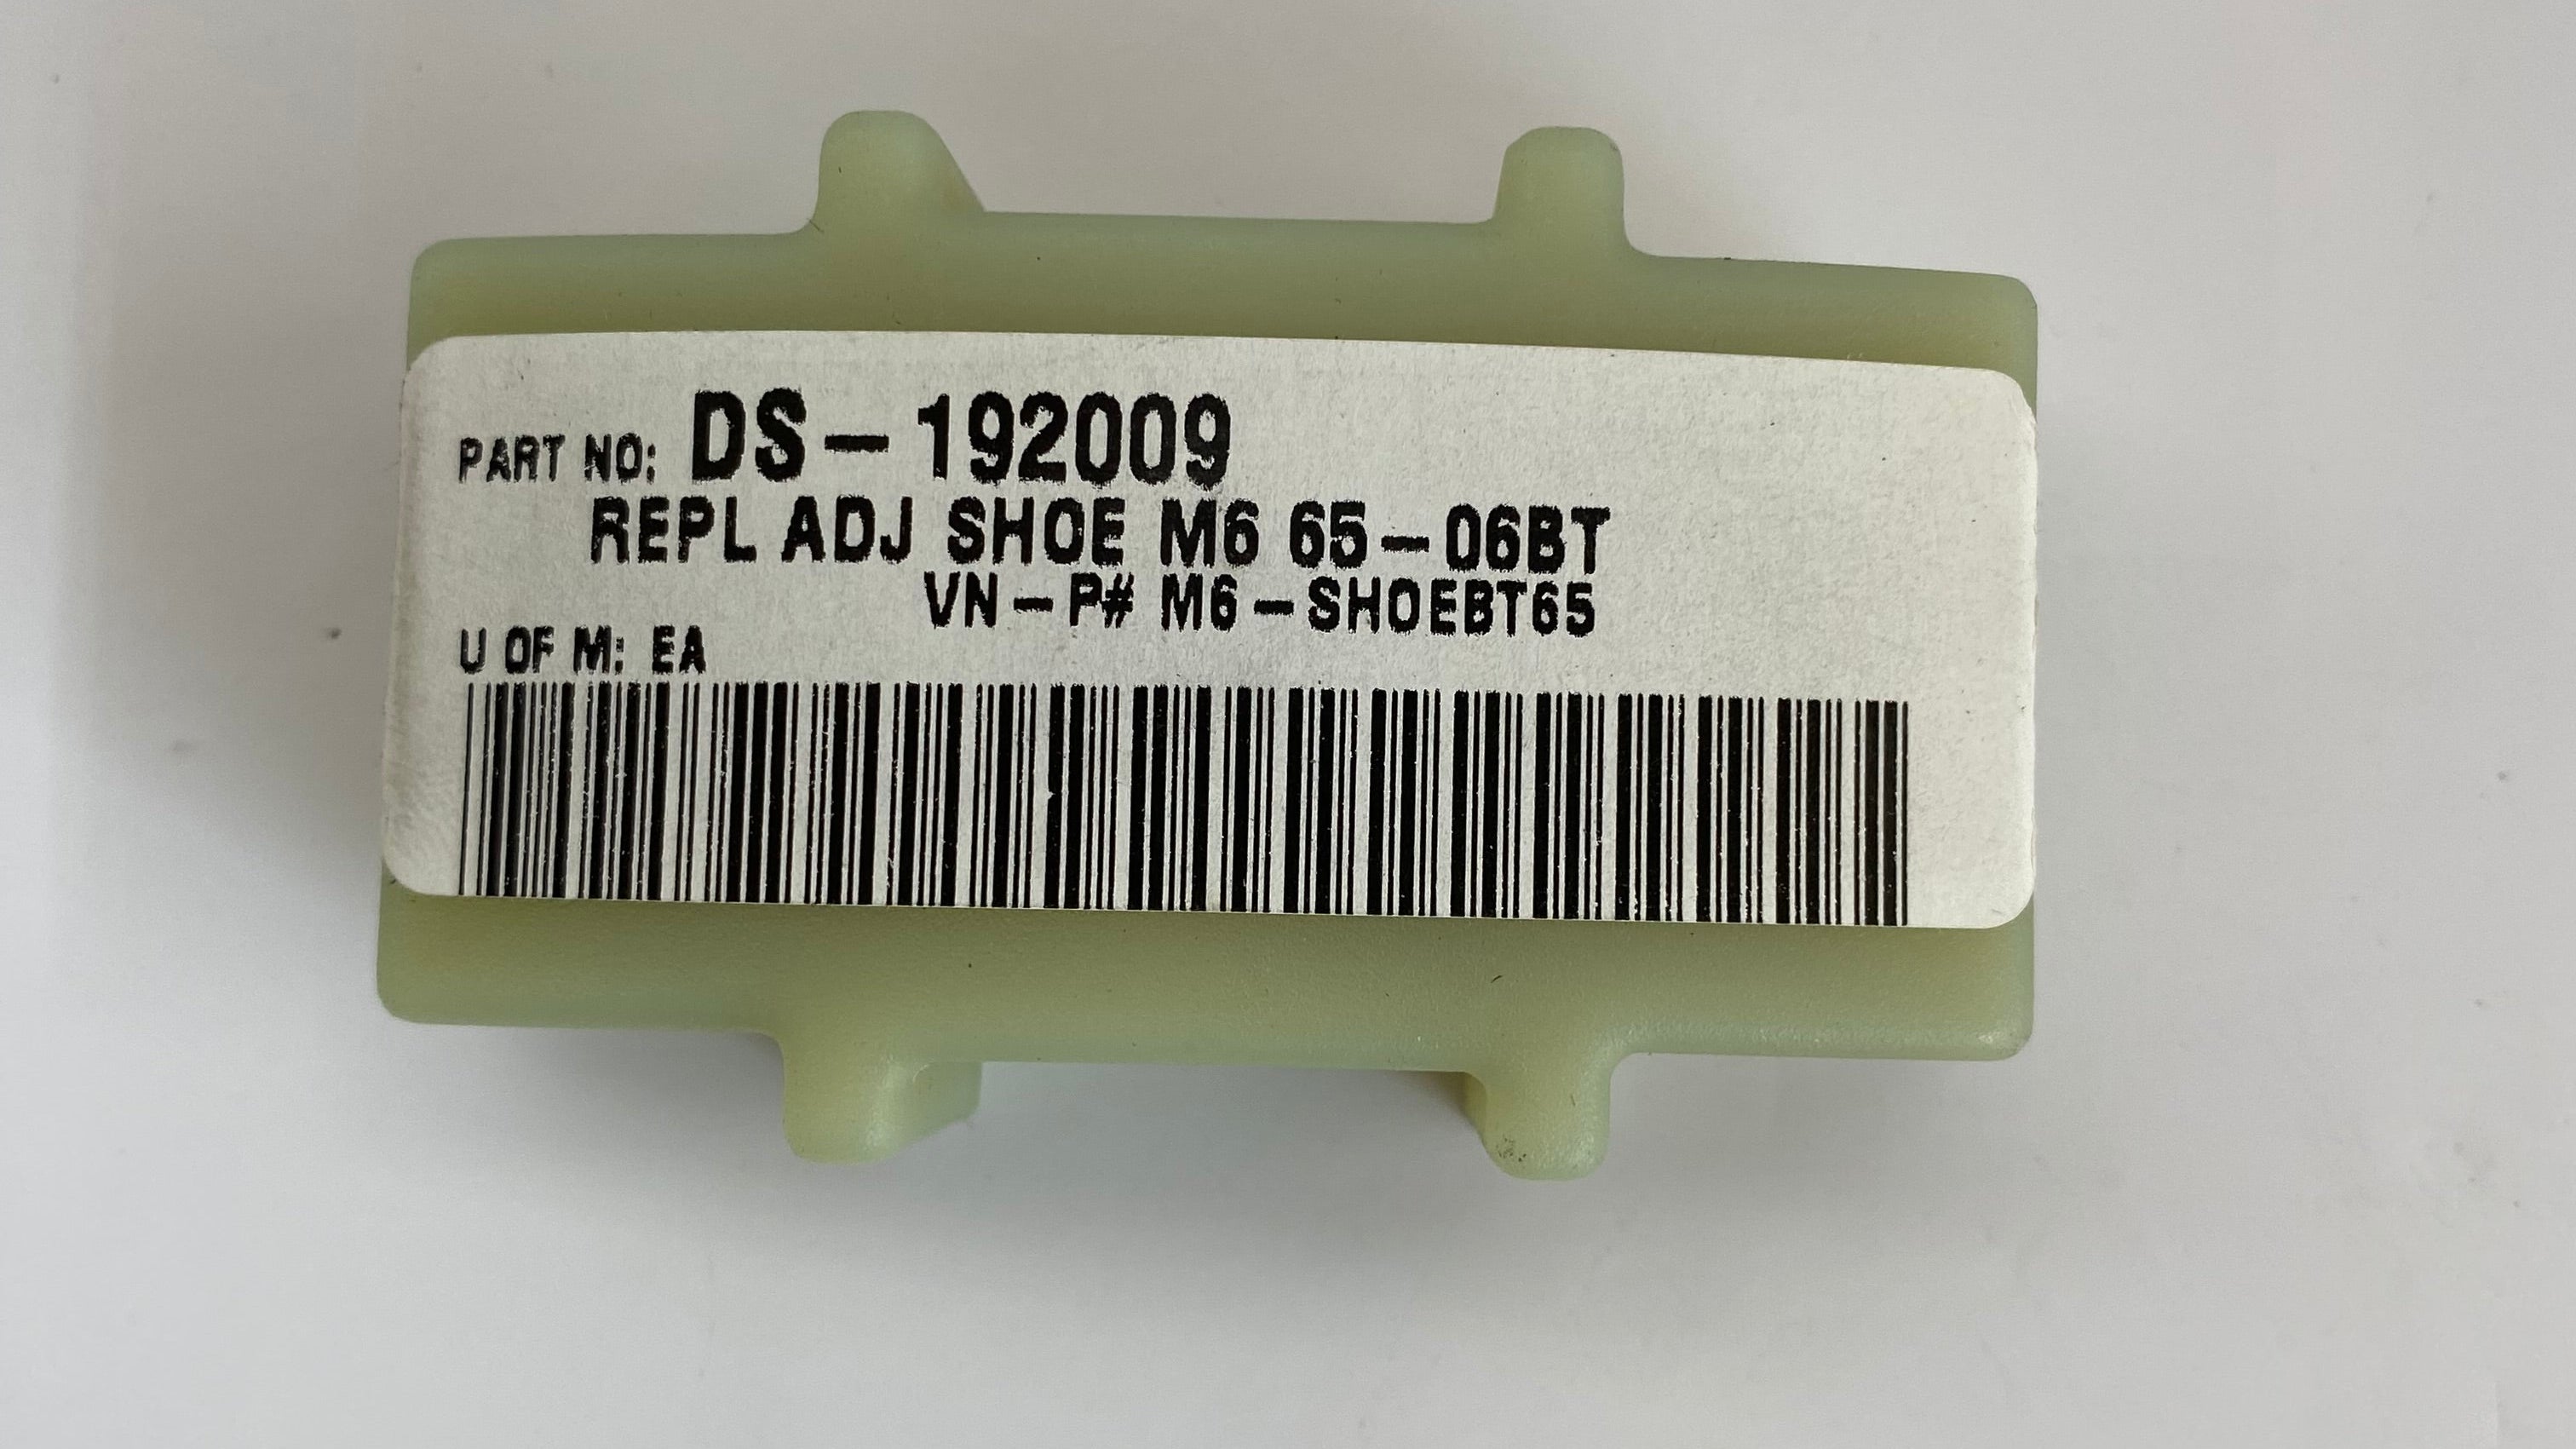 PART NO: DS-192009
REPL ADJ SHOE M6 65-06BT
VN-P# M6-SHOEBT65
U OF M: EA